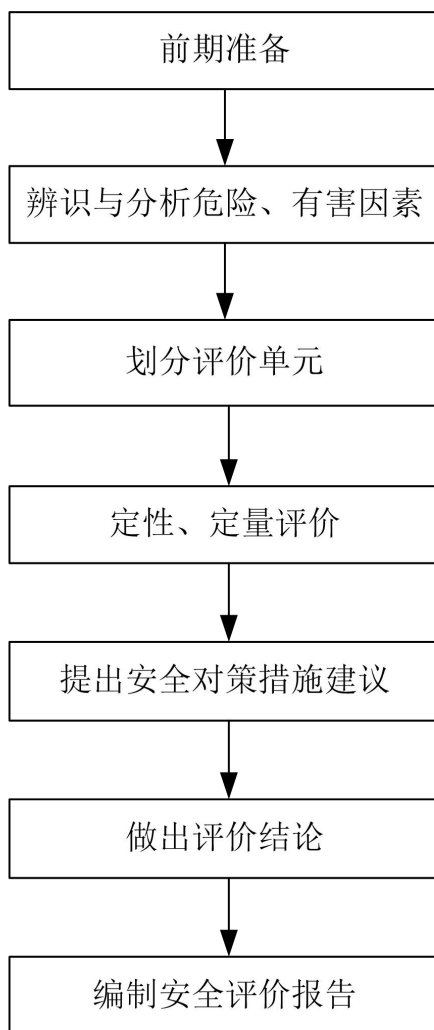 前期准备
辨识与分析危险、有害因素
划分评价单元
定性、定量评价
提出安全对策措施建议
做出评价结论
编制安全评价报告